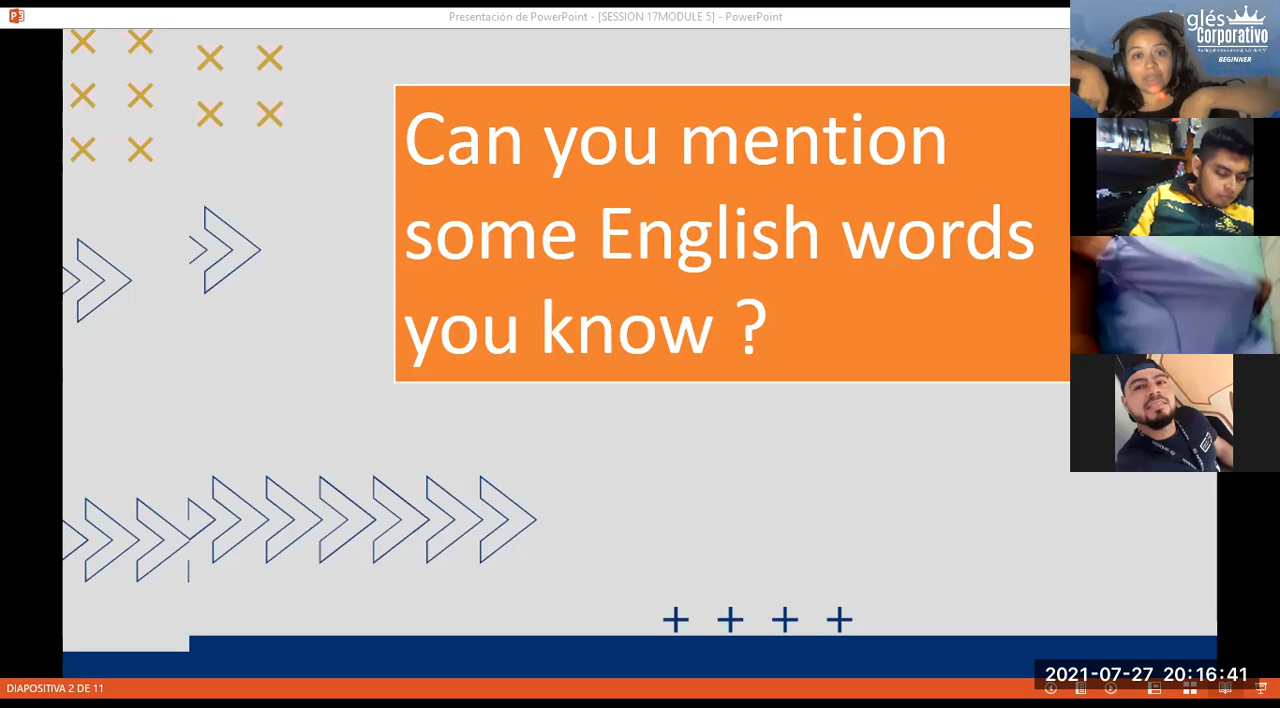 Presentación de PowerPoint - [SESSION 17MODULE 5] - PowerPoint
glés
Corporativo
BEGINNER
Can you mention
some English words
you know ?
2021-07-27 20:16:41
DIAPOSITIVA 2 DE 11